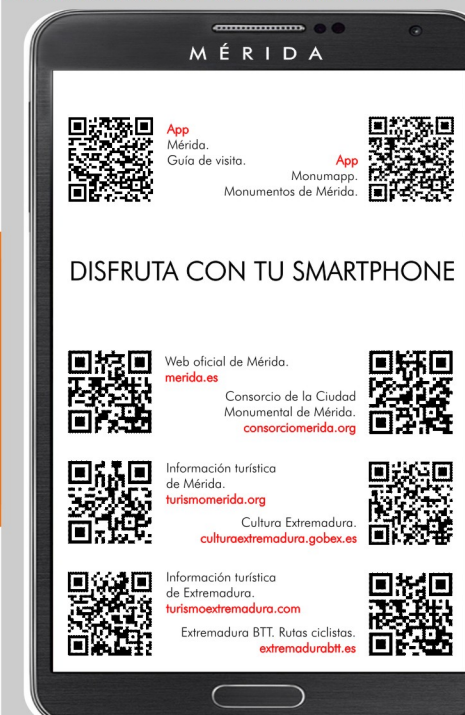 MÉRIDA
App
Mérida.
Guía de visita.
App
Monumapp.
Monumentos de Mérida.
DISFRUTA CON TU SMARTPHONE
Web oficial de Mérida.
merida.es
Consorcio de la Ciudad
Monumental de Mérida.
consorciomerida.org
Información turística
de Mérida.
turismomerida.org
Cultura Extremadura.
culturaextremadura.gobex.es
Información turística
de Extremadura.
turismoextremadura.com
Extremadura BTT. Rutas ciclistas.
extremadurabtt.es